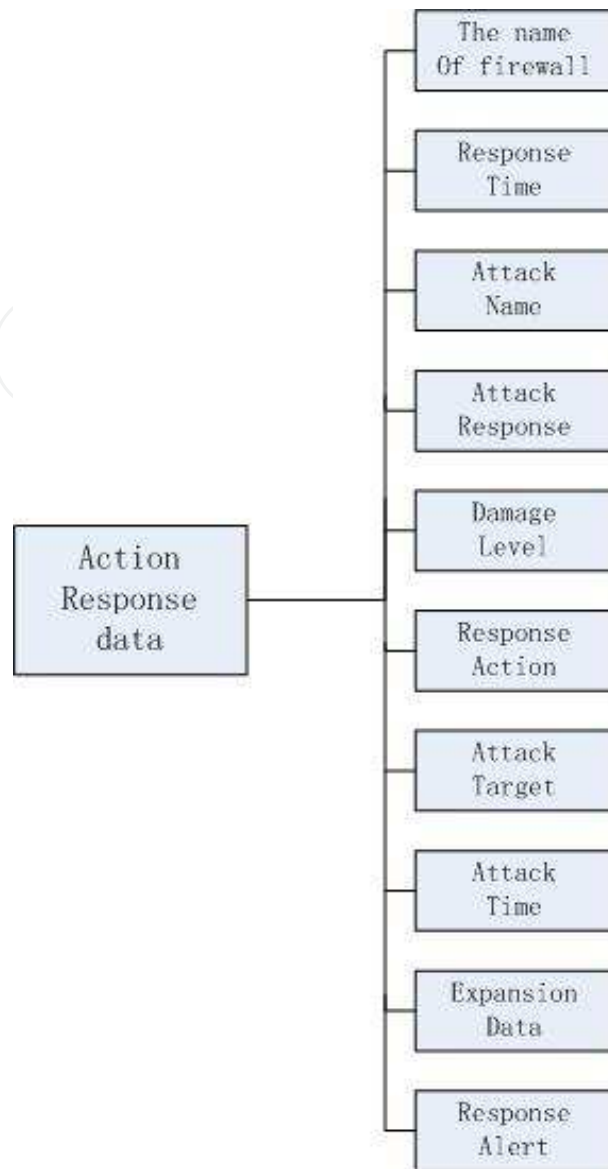 The name
Of firewall
Response
Time
Attack
Name
Attack
Response
Damage
Level
Action
Response
data
Response
Action
Attack
Target
Attack
Time
Expansion
Data
Response
Alert